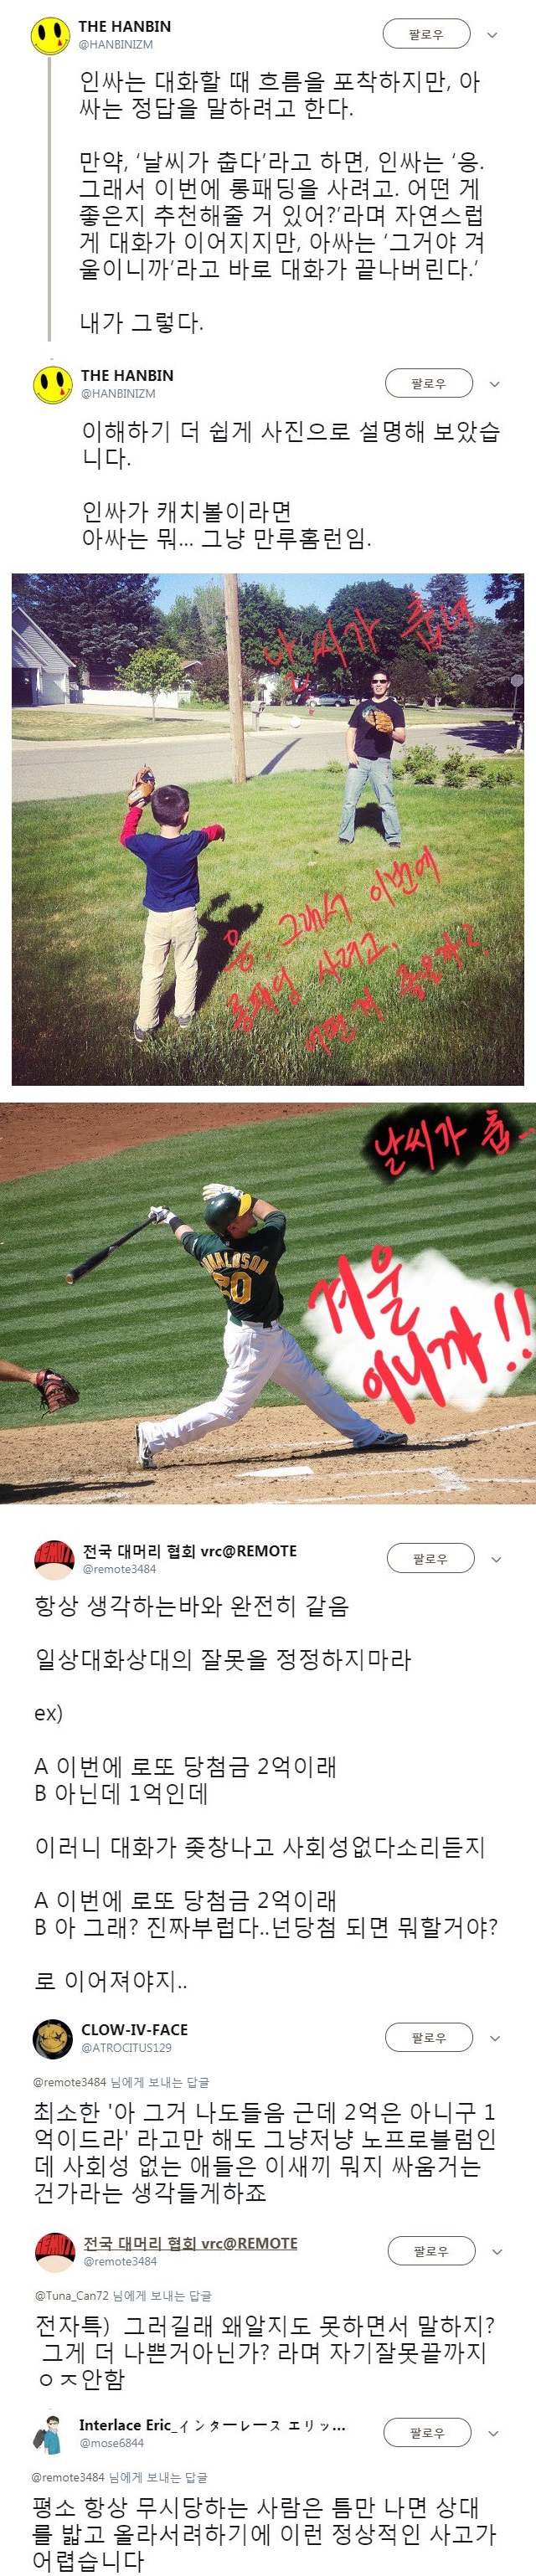 THE HANBIN
@HANBINIZM
팔로우
인싸는 대화할 때 흐름을 포착하지만, 아
싸는 정답을 말하려고 한다.
만약, ‘날씨가 춥다’라고 하면, 인싸는 ‘응.
그래서 이번에 롱패딩을 사려고. 어떤 게
좋은지 추천해줄 거 있어?’라며 자연스럽
게 대화가 이어지지만, 아싸는 ‘그거야 겨
울이니까’라고 바로 대화가 끝나버린다.’
내가 그렇다.
THE HANBIN
@HANBINIZM
팔로우
이해하기 더 쉽게 사진으로 설명해 보았습
니다.
인싸가 캐치볼이라면
아싸는 뭐... 그냥 만루홈런임.
날씨가 춥네
응. 그래서 이번에
롱패딩 사려고.
어떤 게 좋을까?
날씨가 춥-
DONALDSON
20
겨울
이니까!!
전국 대머리 협회 vrc@REMOTE
@remote3484
팔로우
항상 생각하는바와 완전히 같음
일상대화상대의 잘못을 정정하지마라
ex)
A 이번에 로또 당첨금 2억이래
B 아닌데 1억인데
이러니 대화가 좆창나고 사회성없다소리듣지
A 이번에 로또 당첨금 2억이래
B 아 그래? 진짜부럽다..넌당첨 되면 뭐할거야?
로 이어져야지..
CLOW-IV-FACE
@ATROCITUS129
팔로우
@remote3484 님에게 보내는 답글
최소한 '아 그거 나도들음 근데 2억은 아니구 1
억이드라' 라고만 해도 그냥저냥 노프로블럼인
데 사회성 없는 애들은 이새끼 뭐지 싸움거는
건가라는 생각들게하죠
전국 대머리 협회 vrc@REMOTE
@remote3484
팔로우
@Tuna_Can72 님에게 보내는 답글
전자특) 그러길래 왜알지도 못하면서 말하지?
그게 더 나쁜거아닌가? 라며 자기잘못끝까지
ㅇㅈ안함
Interlace Eric_インターレース エリッ...
@mose6844
팔로우
@remote3484 님에게 보내는 답글
평소 항상 무시당하는 사람은 틈만 나면 상대
를 밟고 올라서려하기에 이런 정상적인 사고가
어렵습니다